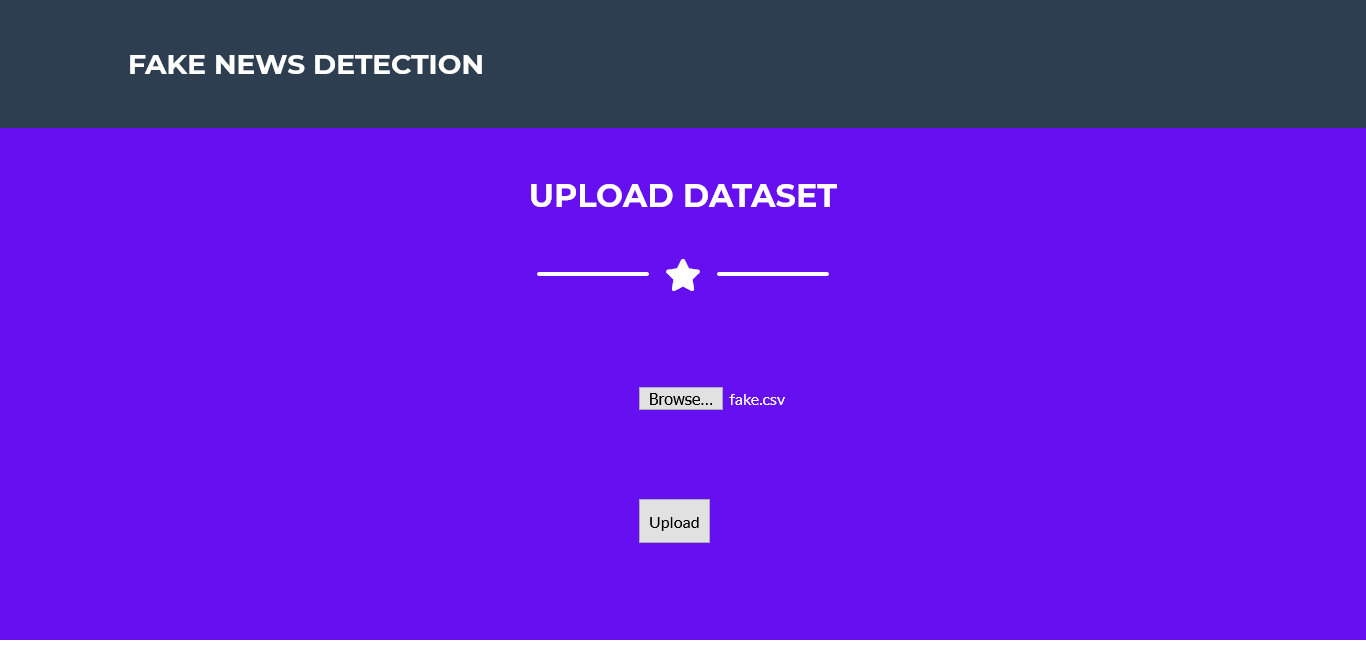 FAKE NEWS DETECTION
UPLOAD DATASET
Browse... fake.csv
Upload